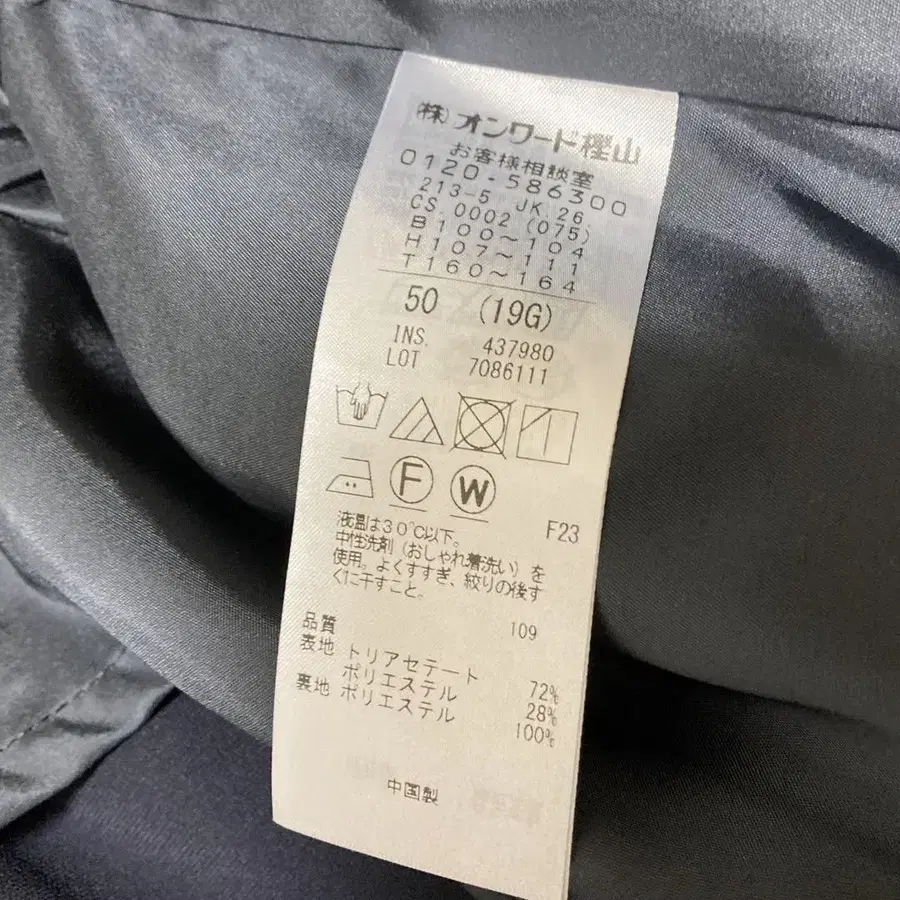 (株)オンワード樫山
お客様相談室
0120-586300
213-5 JK.26
CS.0002 (075)
B 100～104
H 107～111
T 160～164
50 (19G)
INS. 437980
LOT 7086111
F W
F23
液温は30℃以下。
中性洗剤(おしゃれ着洗い)を
使用。よくすすぎ、絞りの後す
ぐに干すこと。
品質 109
表地 トリアセテート 72%
ポリエステル 28%
裏地 ポリエステル 100%
中国製